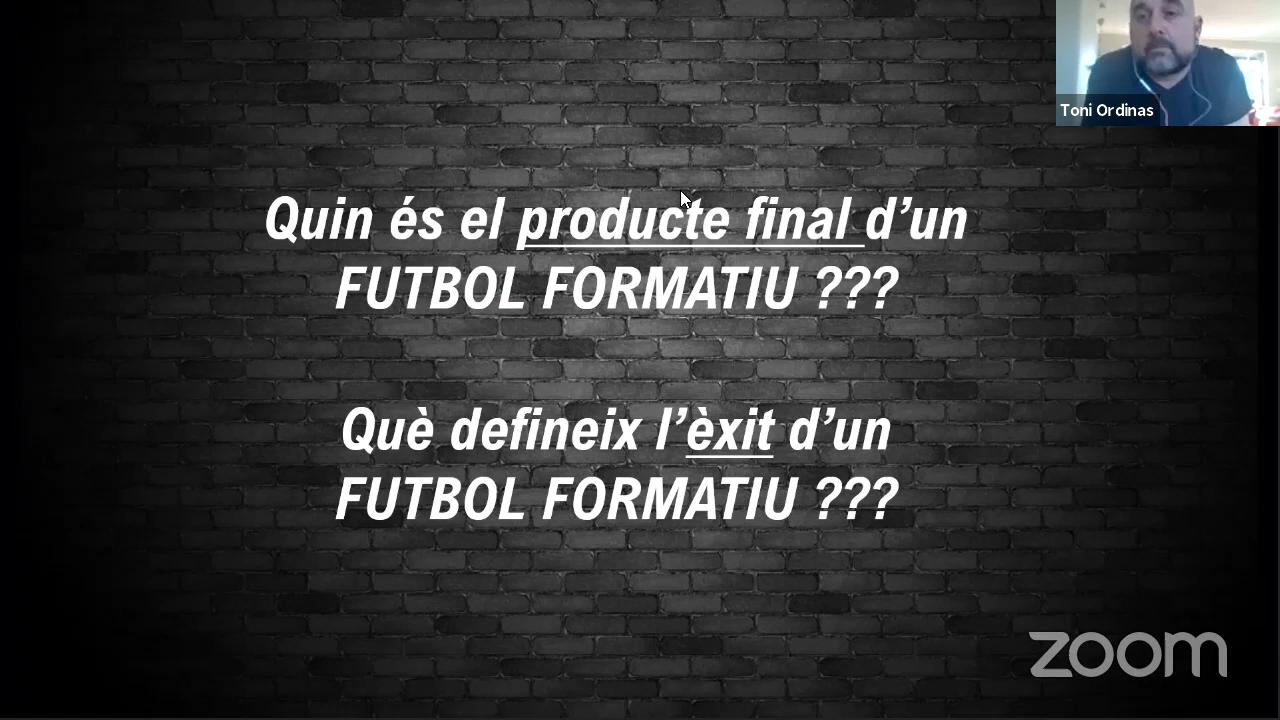 Toni Ordinas
Quin és el producte final d’un
FUTBOL FORMATIU ???
Què defineix l’èxit d’un
FUTBOL FORMATIU ???
zoom